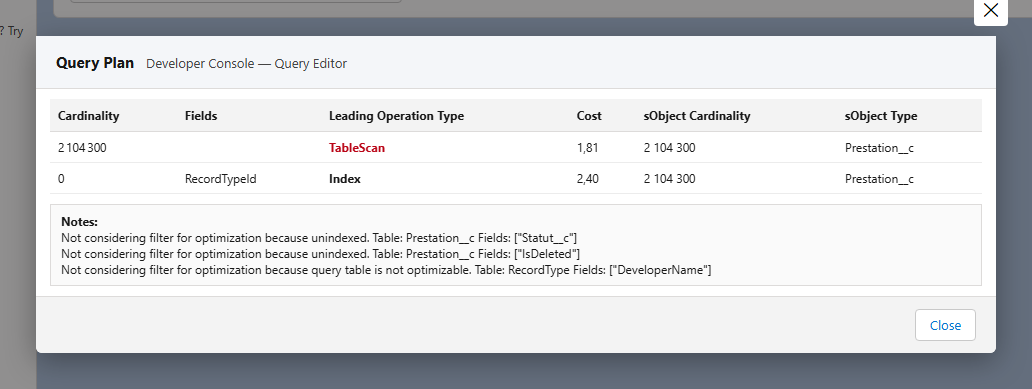 ? Try
Query Plan Developer Console — Query Editor
Cardinality Fields Leading Operation Type Cost sObject Cardinality sObject Type
2 104 300 TableScan 1,81 2 104 300 Prestation__c
0 RecordTypeId Index 2,40 2 104 300 Prestation__c
Notes:
Not considering filter for optimization because unindexed. Table: Prestation__c Fields: ["Statut__c"]
Not considering filter for optimization because unindexed. Table: Prestation__c Fields: ["IsDeleted"]
Not considering filter for optimization because query table is not optimizable. Table: RecordType Fields: ["DeveloperName"]
Close